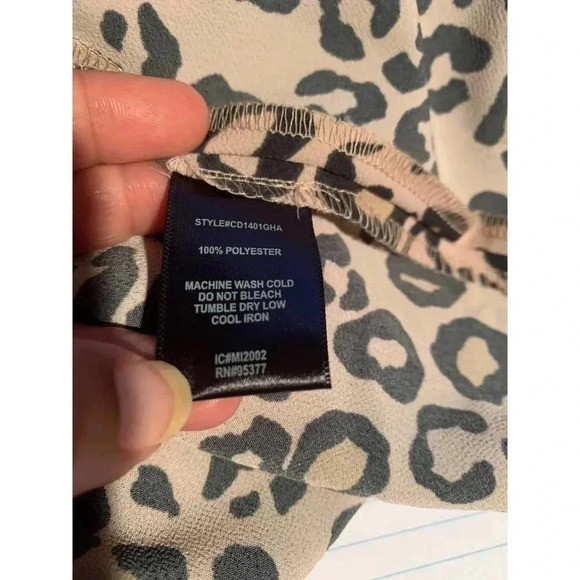 STYLE#CD1401GHA
100% POLYESTER
MACHINE WASH COLD
DO NOT BLEACH
TUMBLE DRY LOW
COOL IRON
IC#MI2002
RN#95377